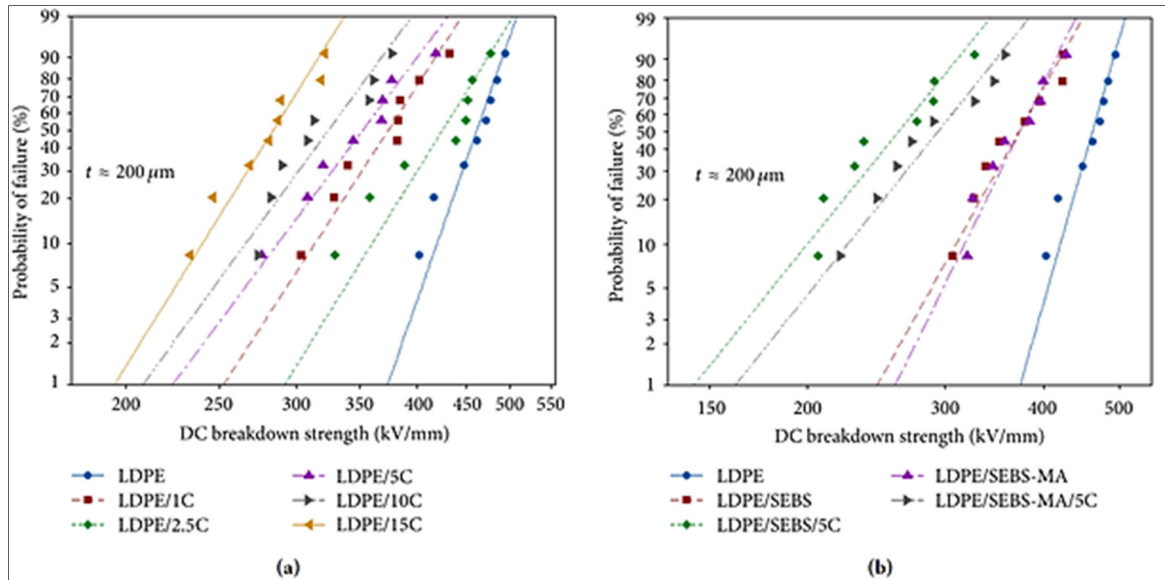 99
90
80
70
60
50
40
30
20
10
5
3
2
1
Probability of failure (%)
t ≈ 200 μm
200 250 300 350 400 450 500 550
DC breakdown strength (kV/mm)
LDPE LDPE/5C
LDPE/1C LDPE/10C
LDPE/2.5C LDPE/15C
(a)
99
90
80
70
60
50
40
30
20
10
5
3
2
1
Probability of failure (%)
t ≈ 200 μm
150 200 300 400 500
DC breakdown strength (kV/mm)
LDPE LDPE/SEBS-MA
LDPE/SEBS LDPE/SEBS-MA/5C
LDPE/SEBS/5C
(b)